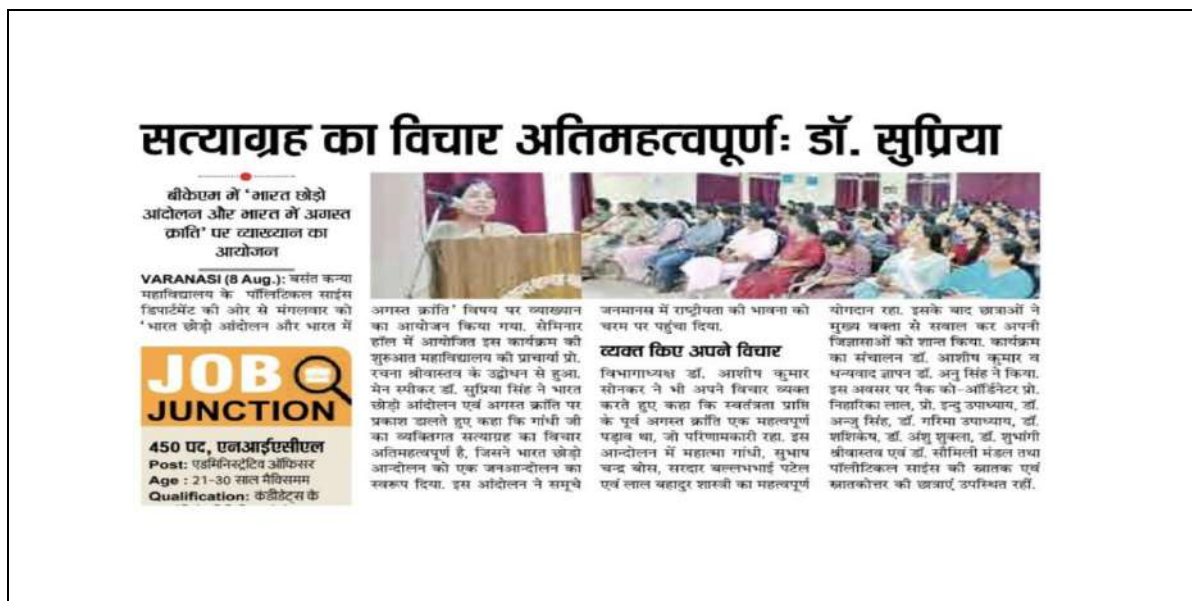 सत्याग्रह का विचार अतिमहत्वपूर्णः डॉ. सुप्रिया
बीकेएम में 'भारत छोड़ो
आंदोलन और भारत में अगस्त
क्रांति' पर व्याख्यान का
आयोजन
VARANASI (8 Aug.): बसंत कन्या
महाविद्यालय के पॉलिटिकल साइंस
डिपार्टमेंट की ओर से मंगलवार को
'भारत छोड़ो आंदोलन और भारत में
अगस्त क्रांति' विषय पर व्याख्यान
का आयोजन किया गया. सेमिनार
हॉल में आयोजित इस कार्यक्रम की
शुरुआत महाविद्यालय की प्राचार्या प्रो.
रचना श्रीवास्तव के उद्बोधन से हुआ.
मेन स्पीकर डॉ. सुप्रिया सिंह ने भारत
छोड़ो आंदोलन एवं अगस्त क्रांति पर
प्रकाश डालते हुए कहा कि गांधी जी
का व्यक्तिगत सत्याग्रह का विचार
अतिमहत्वपूर्ण है, जिसने भारत छोड़ो
आन्दोलन को एक जनआन्दोलन का
स्वरूप दिया. इस आंदोलन ने समूचे
जनमानस में राष्ट्रीयता की भावना को
चरम पर पहुंचा दिया.
व्यक्त किए अपने विचार
विभागाध्यक्ष डॉ. आशीष कुमार
सोनकर ने भी अपने विचार व्यक्त
करते हुए कहा कि स्वतंत्रता प्राप्ति
के पूर्व अगस्त क्रांति एक महत्वपूर्ण
पड़ाव था, जो परिणामकारी रहा. इस
आन्दोलन में महात्मा गांधी, सुभाष
चन्द्र बोस, सरदार बल्लभभाई पटेल
एवं लाल बहादुर शास्त्री का महत्वपूर्ण
योगदान रहा. इसके बाद छात्राओं ने
मुख्य वक्ता से सवाल कर अपनी
जिज्ञासाओं को शान्त किया. कार्यक्रम
का संचालन डॉ. आशीष कुमार व
धन्यवाद ज्ञापन डॉ. अनु सिंह ने किया.
इस अवसर पर नैक को-ऑर्डिनेटर प्रो.
निहारिका लाल, प्रो. इन्दु उपाध्याय, डॉ.
अन्जु सिंह, डॉ. गरिमा उपाध्याय, डॉ.
शशिकेष, डॉ. अंशु शुक्ला, डॉ. शुभांगी
श्रीवास्तव एवं डॉ. सौमिली मंडल तथा
पॉलीटिकल साइंस की स्नातक एवं
स्नातकोत्तर की छात्राएं उपस्थित रहीं.
JOB
JUNCTION
450 पद, एनआईएसीएल
Post: एडमिनिस्ट्रेटिव ऑफिसर
Age : 21-30 साल मैक्सिमम
Qualification: कंडीडेट्स के